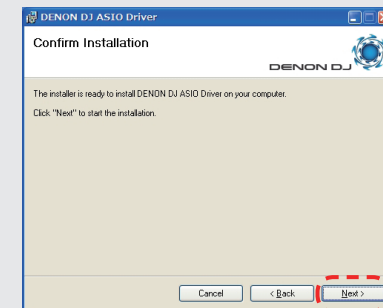 DENON DJ ASIO Driver
Confirm Installation
DENON DJ
The installer is ready to install DENON DJ ASIO Driver on your computer.
Click "Next" to start the installation.
Cancel
< Back
Next >